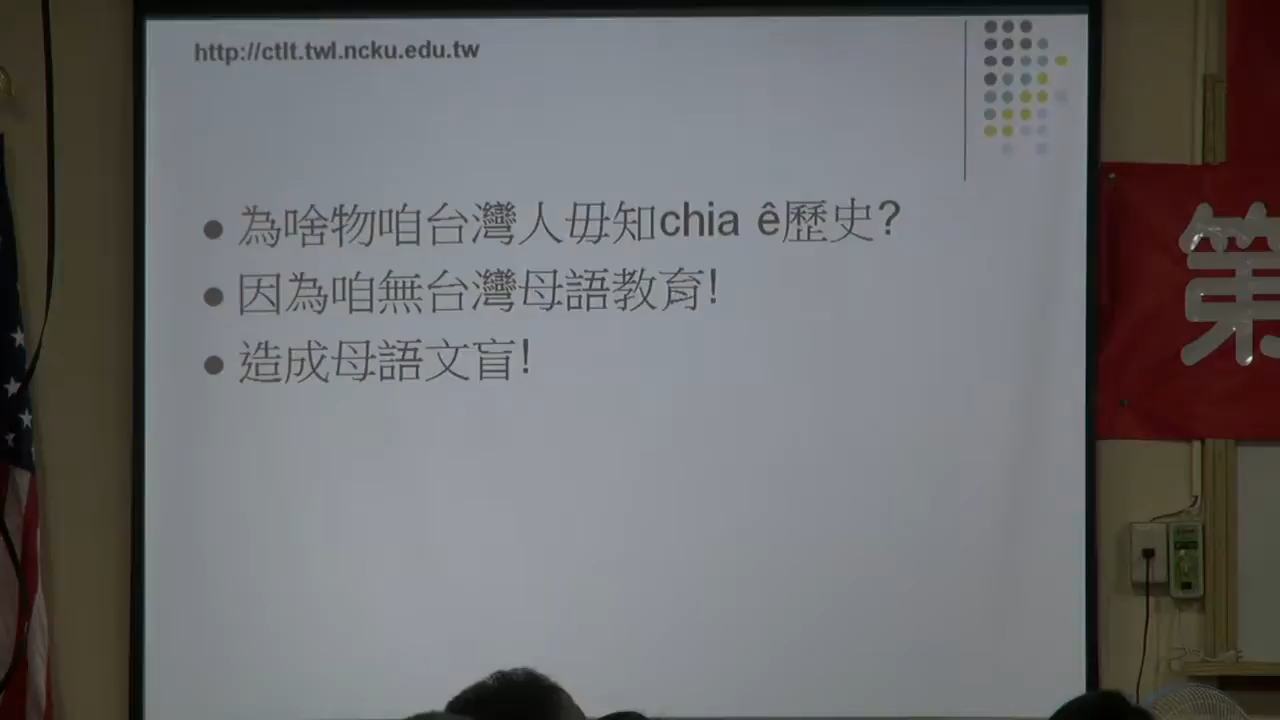 http://ctlt.twl.ncku.edu.tw
為啥物咱台灣人毋知chia ê歷史?
因為咱無台灣母語教育!
造成母語文盲!
第